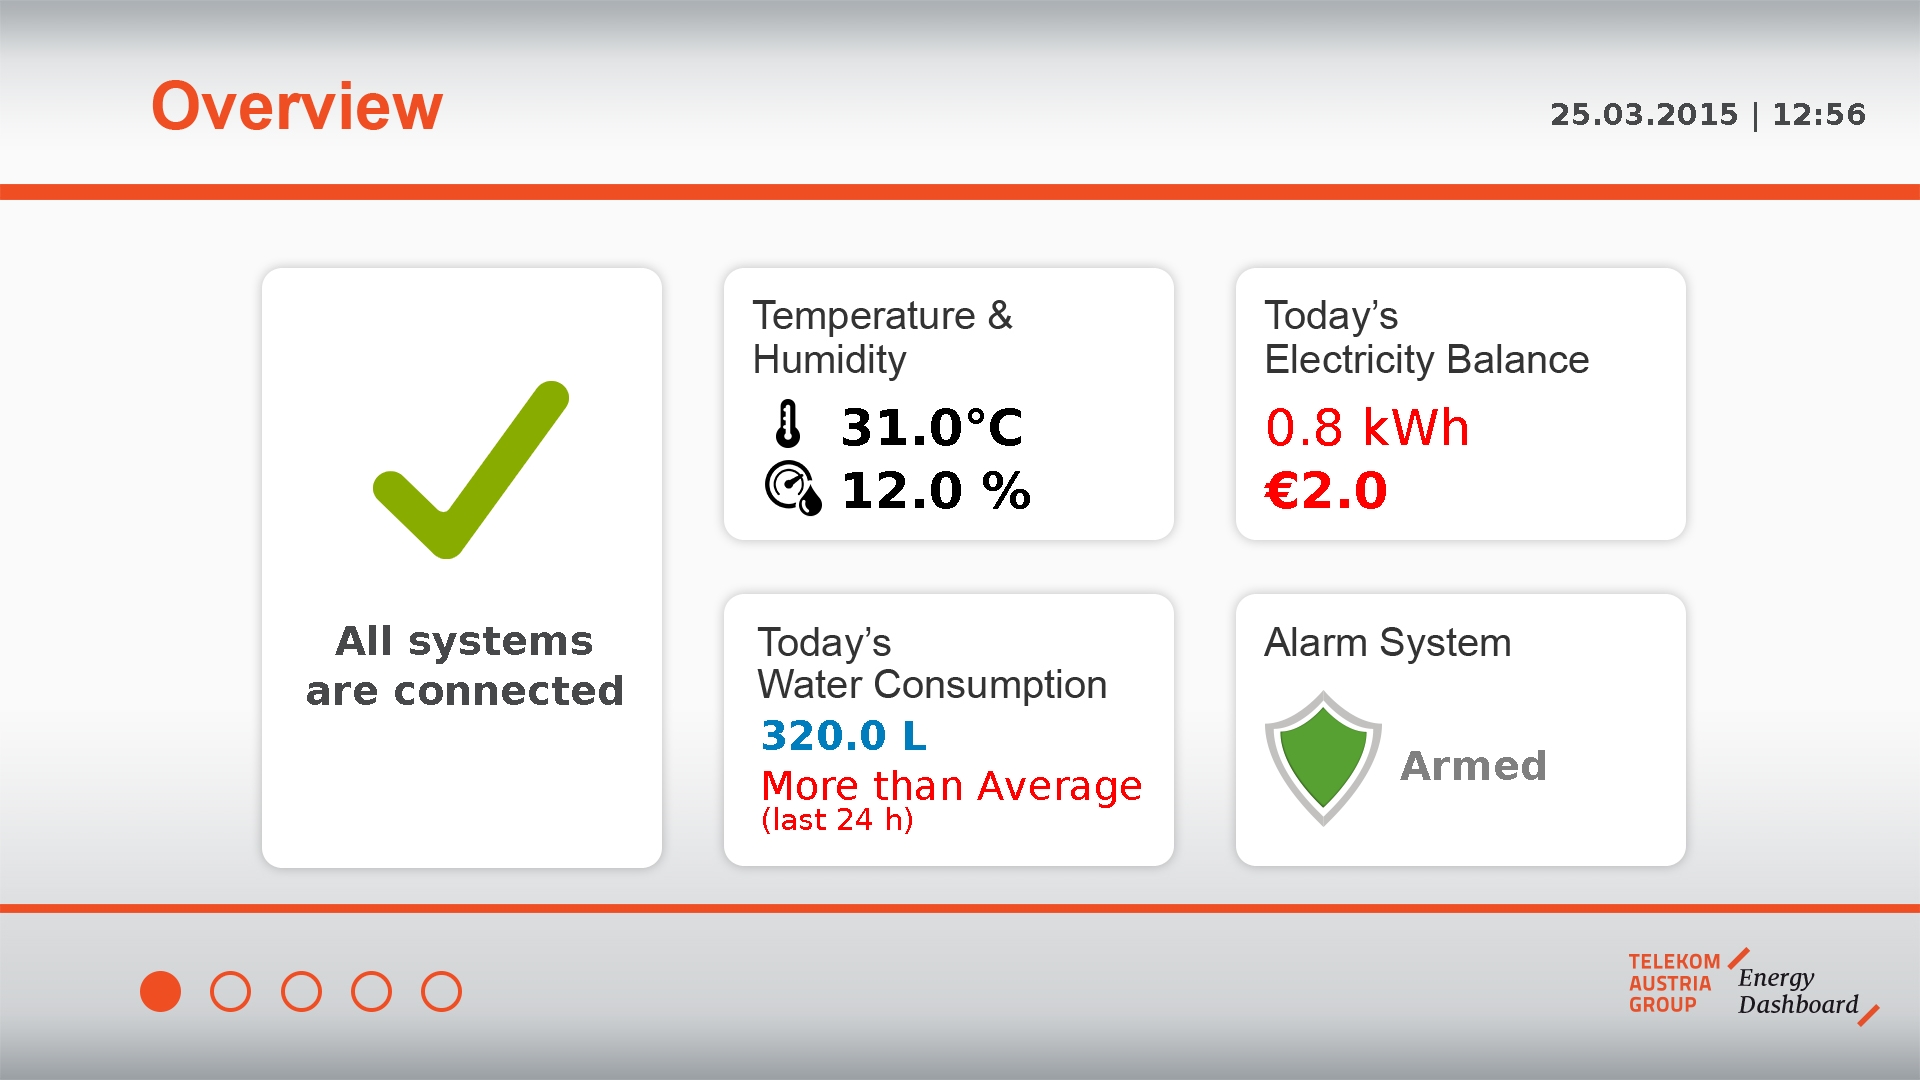 Overview
25.03.2015 | 12:56
All systems
are connected
Temperature &
Humidity
31.0°C
12.0 %
Today’s
Electricity Balance
0.8 kWh
€2.0
Today’s
Water Consumption
320.0 L
More than Average
(last 24 h)
Alarm System
Armed
TELEKOM
AUSTRIA
GROUP
Energy
Dashboard